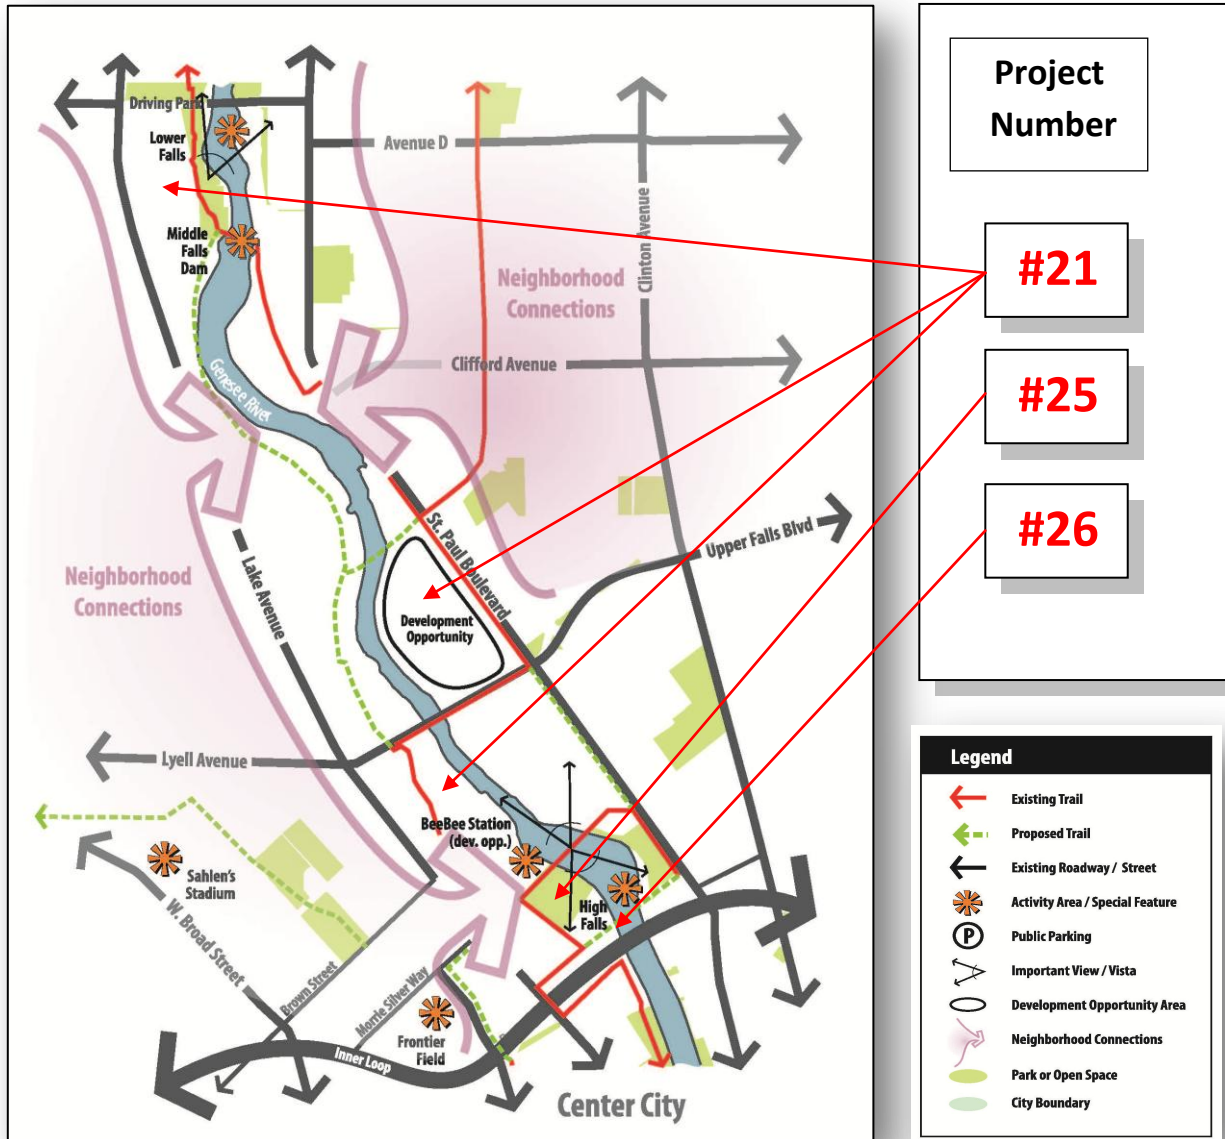 Driving Park
Lower
Falls
Avenue D
Middle
Falls
Dam
Neighborhood
Connections
Clinton Avenue
Clifford Avenue
Genesee River
St. Paul Boulevard
Upper Falls Blvd
Neighborhood
Connections
Lake Avenue
Development
Opportunity
Lyell Avenue
BeeBee Station
(dev. opp.)
Sahlen's
Stadium
High
Falls
W. Broad Street
Brown Street
Morrie Silver Way
Frontier
Field
Inner Loop
Center City
Project
Number
#21
#25
#26
Legend
Existing Trail
Proposed Trail
Existing Roadway / Street
Activity Area / Special Feature
P
Public Parking
Important View / Vista
Development Opportunity Area
Neighborhood Connections
Park or Open Space
City Boundary